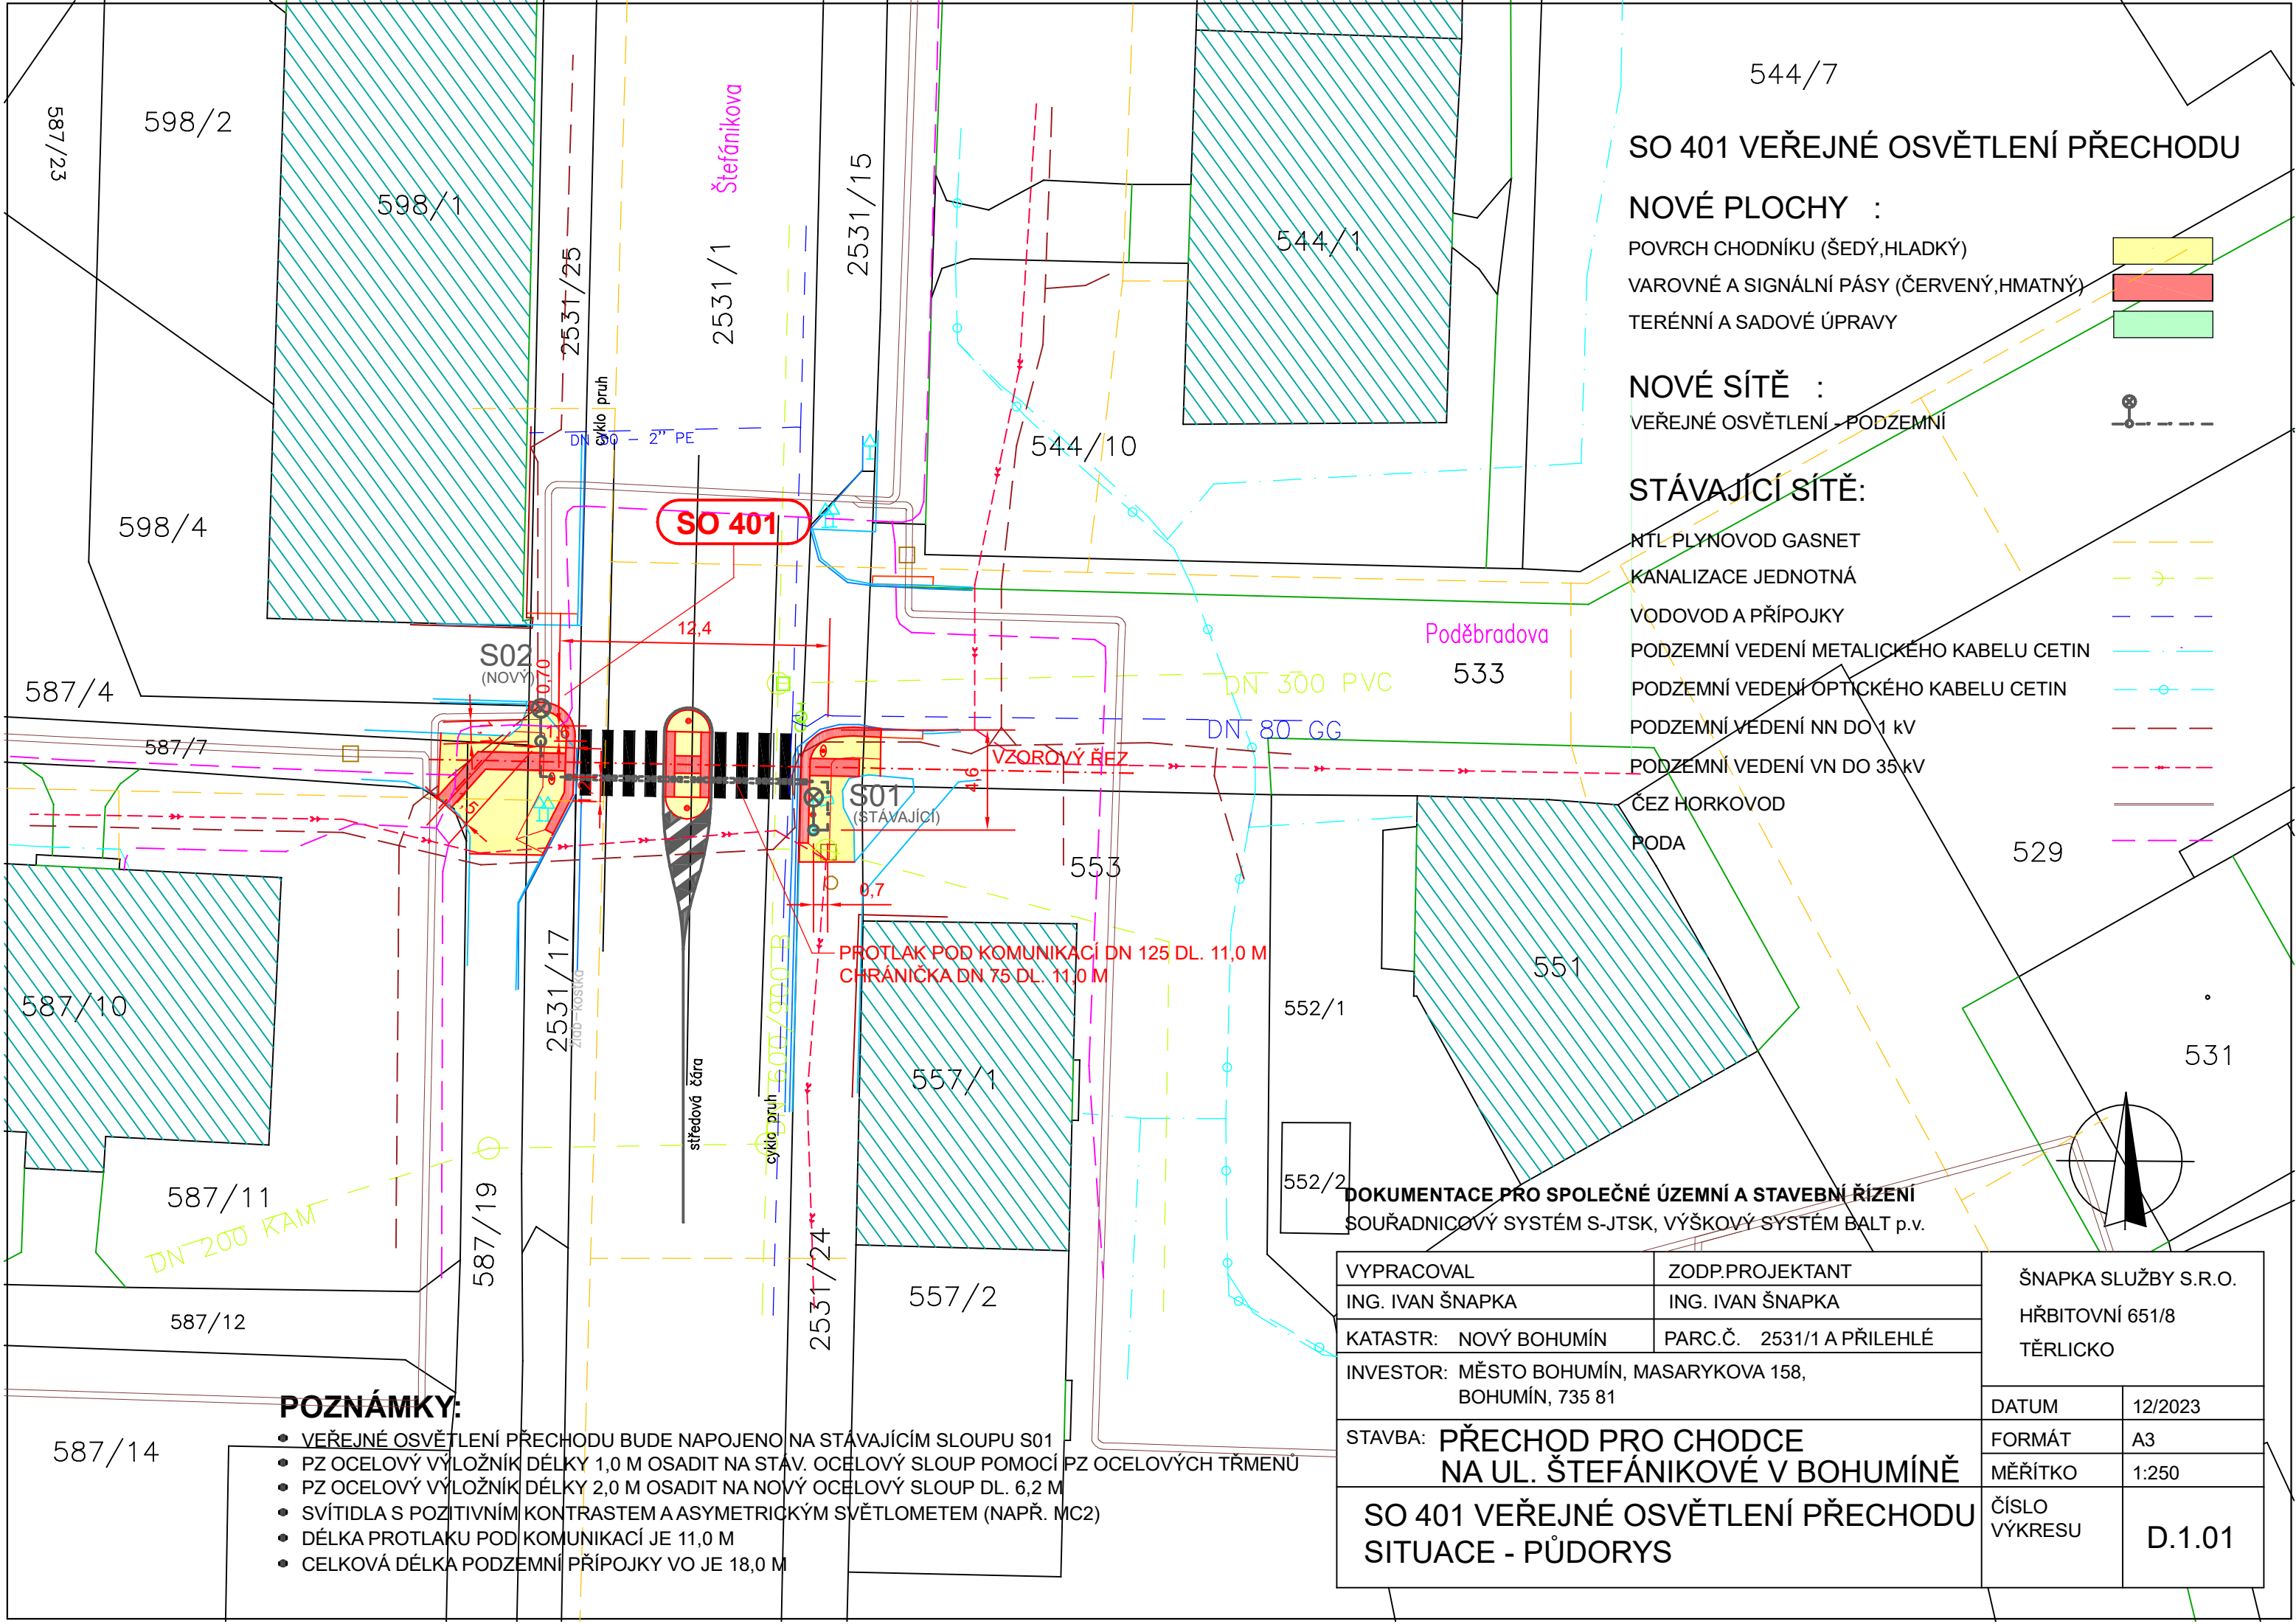 587/23
598/2
598/1
598/4
2531/25
Štefánikova
2531/1
2531/15
cyklo pruh
DN 80 - 2" PE
544/7
544/1
544/10
SO 401 VEŘEJNÉ OSVĚTLENÍ PŘECHODU
NOVÉ PLOCHY :
POVRCH CHODNÍKU (ŠEDÝ,HLADKÝ)
VAROVNÉ A SIGNÁLNÍ PÁSY (ČERVENÝ,HMATNÝ)
TERÉNNÍ A SADOVÉ ÚPRAVY
NOVÉ SÍTĚ :
VEŘEJNÉ OSVĚTLENÍ - PODZEMNÍ
STÁVAJÍCÍ SÍTĚ:
NTL PLYNOVOD GASNET
KANALIZACE JEDNOTNÁ
VODOVOD A PŘÍPOJKY
PODZEMNÍ VEDENÍ METALICKÉHO KABELU CETIN
PODZEMNÍ VEDENÍ OPTICKÉHO KABELU CETIN
PODZEMNÍ VEDENÍ NN DO 1 kV
PODZEMNÍ VEDENÍ VN DO 35 kV
ČEZ HORKOVOD
PODA
SO 401
12,4
S02
(NOVÝ)
0,70
1,6
587/4
587/7
Poděbradova
533
DN 300 PVC
DN 80 GG
VZOROVÝ ŘEZ
4,6
S01
(STÁVAJÍCÍ)
0,7
553
529
PROTLAK POD KOMUNIKACÍ DN 125 DL. 11,0 M
CHRÁNIČKA DN 75 DL. 11,0 M
587/10
2531/17
žlab-kostka
DN 600/900 B
středová čára
cyklo pruh
557/1
552/1
551
531
552/2
587/11
DN 200 KAM
587/19
2531/24
557/2
587/12
587/14
POZNÁMKY:
VEŘEJNÉ OSVĚTLENÍ PŘECHODU BUDE NAPOJENO NA STÁVAJÍCÍM SLOUPU S01
PZ OCELOVÝ VÝLOŽNÍK DÉLKY 1,0 M OSADIT NA STÁV. OCELOVÝ SLOUP POMOCÍ PZ OCELOVÝCH TŘMENŮ
PZ OCELOVÝ VÝLOŽNÍK DÉLKY 2,0 M OSADIT NA NOVÝ OCELOVÝ SLOUP DL. 6,2 M
SVÍTIDLA S POZITIVNÍM KONTRASTEM A ASYMETRICKÝM SVĚTLOMETEM (NAPŘ. MC2)
DÉLKA PROTLAKU POD KOMUNIKACÍ JE 11,0 M
CELKOVÁ DÉLKA PODZEMNÍ PŘÍPOJKY VO JE 18,0 M
DOKUMENTACE PRO SPOLEČNÉ ÚZEMNÍ A STAVEBNÍ ŘÍZENÍ
SOUŘADNICOVÝ SYSTÉM S-JTSK, VÝŠKOVÝ SYSTÉM BALT p.v.
VYPRACOVAL
ZODP.PROJEKTANT
ING. IVAN ŠNAPKA
ING. IVAN ŠNAPKA
KATASTR: NOVÝ BOHUMÍN
PARC.Č. 2531/1 A PŘILEHLÉ
INVESTOR: MĚSTO BOHUMÍN, MASARYKOVA 158,
BOHUMÍN, 735 81
STAVBA: PŘECHOD PRO CHODCE
NA UL. ŠTEFÁNIKOVÉ V BOHUMÍNĚ
SO 401 VEŘEJNÉ OSVĚTLENÍ PŘECHODU
SITUACE - PŮDORYS
ŠNAPKA SLUŽBY S.R.O.
HŘBITOVNÍ 651/8
TĚRLICKO
DATUM 12/2023
FORMÁT A3
MĚŘÍTKO 1:250
ČÍSLO
VÝKRESU
D.1.01